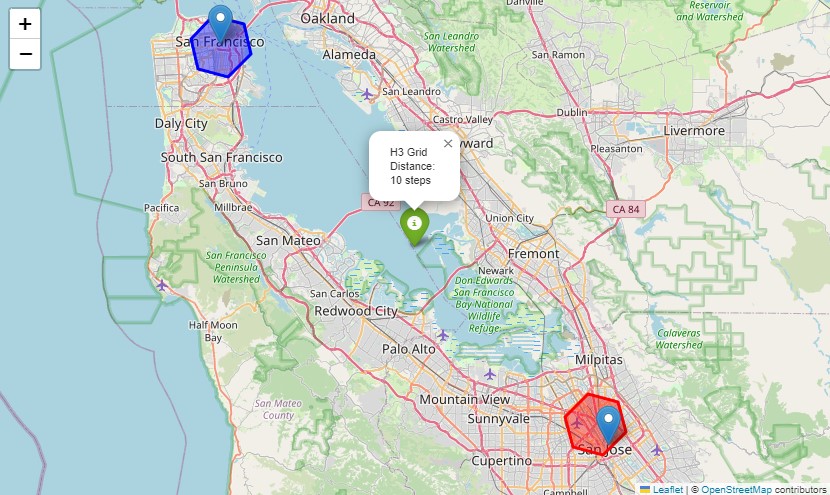 +
−
Oakland
Danville
Reservoir
and Watershed
San Francisco
San Leandro
Watershed
Alameda
San Ramon
San Leandro
Dublin
Castro Valley
Daly City
Livermore
H3 Grid
Distance:
10 steps
×
yward
Pleasanton
South San Francisco
San Bruno
Millbrae
Pacifica
CA 92
CA 84
Union City
San Mateo
Fremont
San Francisco
Peninsula
Watershed
Newark
Don Edwards
San Francisco
Bay National
Wildlife
Refuge
San Carlos
Redwood City
Half Moon
Bay
Calaveras
Watershed
Palo Alto
Milpitas
San Mateo
County
Mountain View
Sunnyvale
San Jose
Cupertino
Campbell
Leaflet | © OpenStreetMap contributors